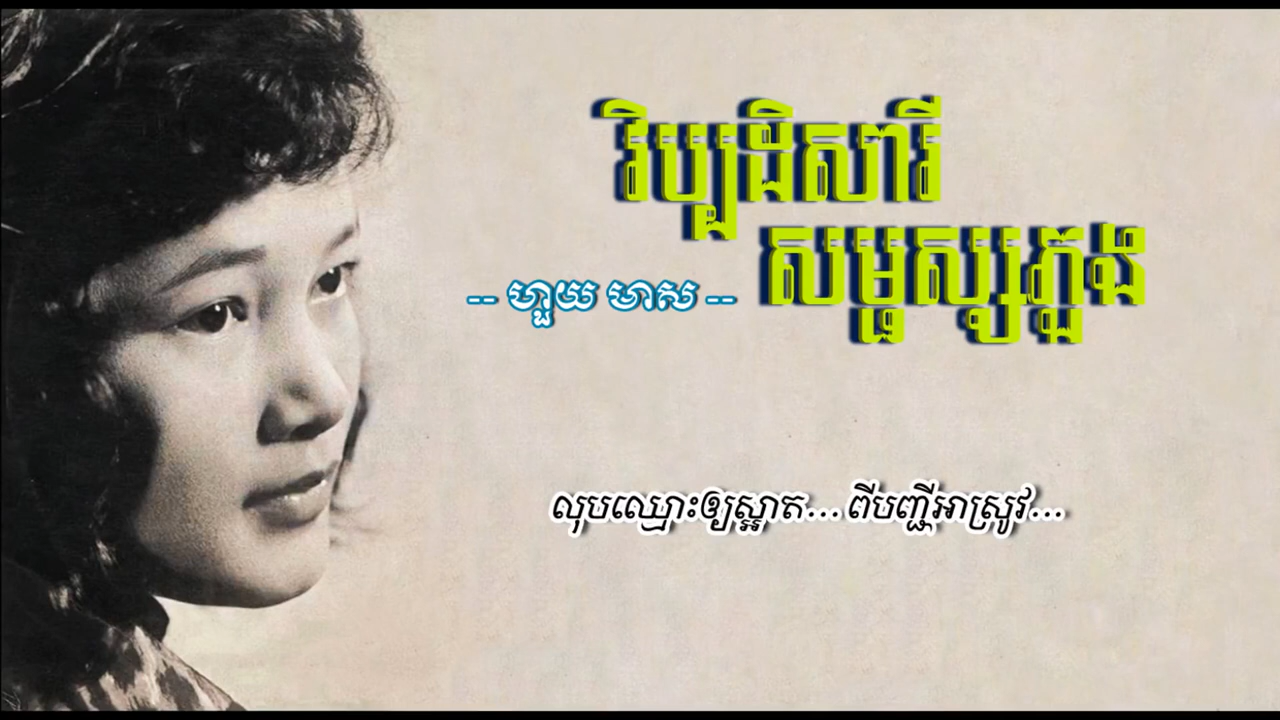 វិប្បដិសារី
សម្ផស្សភ្លេង
-- ហួយ មាស --
លុបឈ្មោះឲ្យស្អាត... ពីបញ្ជីអាស្រូវ...